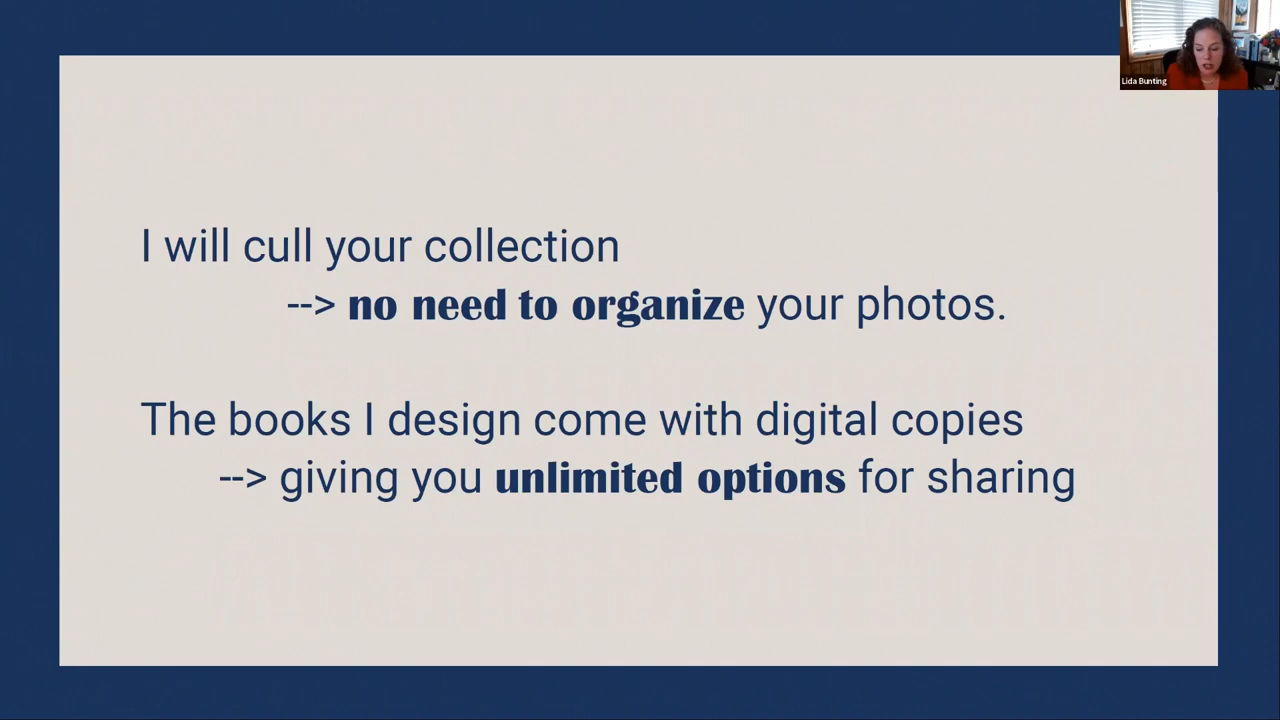 Lida Bunting
I will cull your collection
--> no need to organize your photos.
The books I design come with digital copies
--> giving you unlimited options for sharing